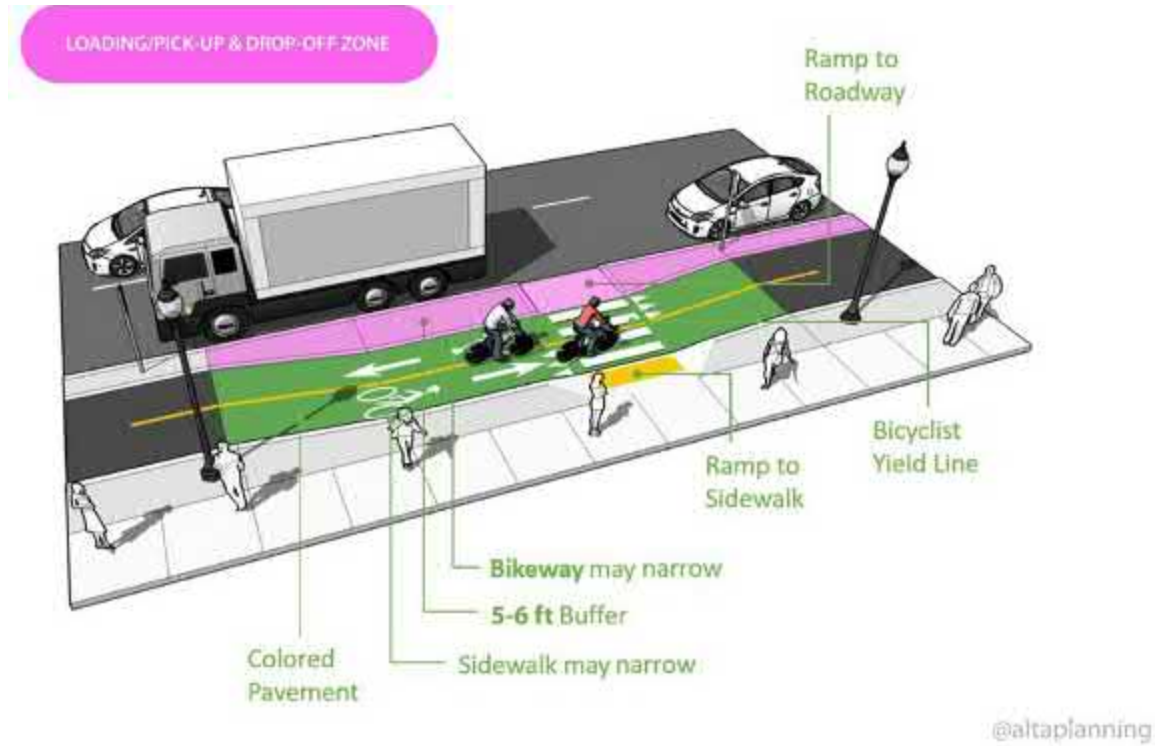 LOADING/PICK-UP & DROP-OFF ZONE
Ramp to
Roadway
Bicyclist
Yield Line
Ramp to
Sidewalk
Bikeway may narrow
5-6 ft Buffer
Sidewalk may narrow
Colored
Pavement
@altaplanning